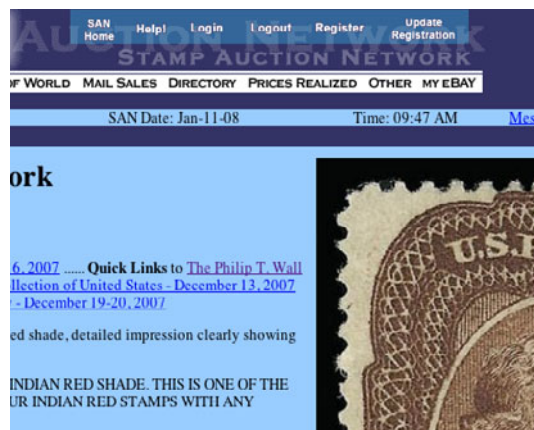 SAN Home Help! Login Logout Register Update Registration
AUCTION NETWORK
STAMP AUCTION NETWORK
OF WORLD MAIL SALES DIRECTORY PRICES REALIZED OTHER MY EBAY
SAN Date: Jan-11-08 Time: 09:47 AM Mes
ork
6, 2007 ...... Quick Links to The Philip T. Wall
llection of United States - December 13, 2007
- December 19-20, 2007
ed shade, detailed impression clearly showing
INDIAN RED SHADE. THIS IS ONE OF THE
UR INDIAN RED STAMPS WITH ANY
U.S.P